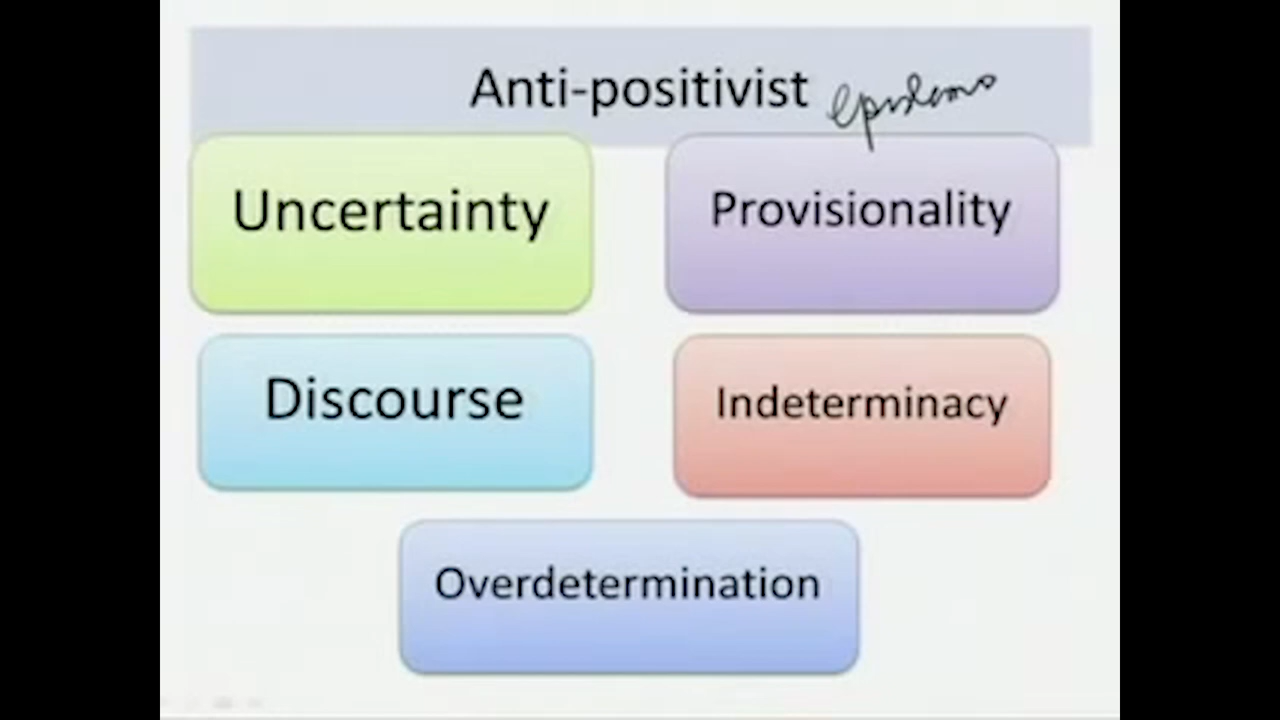 Anti-positivist
Uncertainty
Provisionality
Discourse
Indeterminacy
Overdetermination